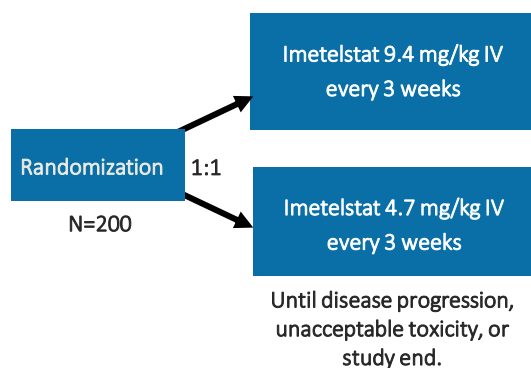 Imetelstat 9.4 mg/kg IV
every 3 weeks
Randomization
1:1
N=200
Imetelstat 4.7 mg/kg IV
every 3 weeks
Until disease progression,
unacceptable toxicity, or
study end.